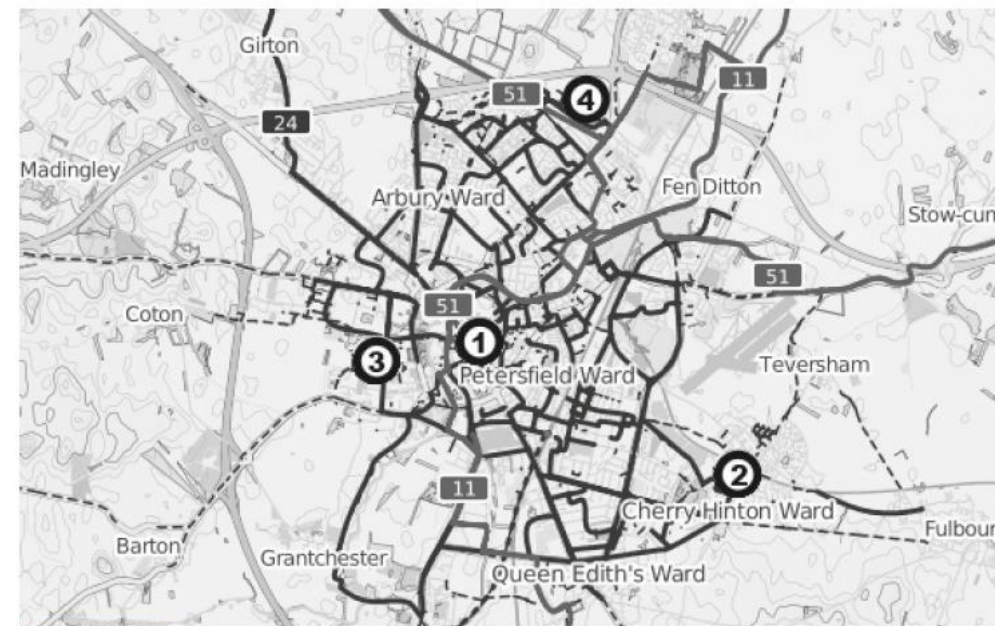 Girton
11
51
4
24
Madingley
Arbury Ward
Fen Ditton
Stow-cun
51
51
Coton
1
3
Teversham
Petersfield Ward
2
11
Cherry Hinton Ward
Fulbour
Barton
Grantchester
Queen Edith's Ward